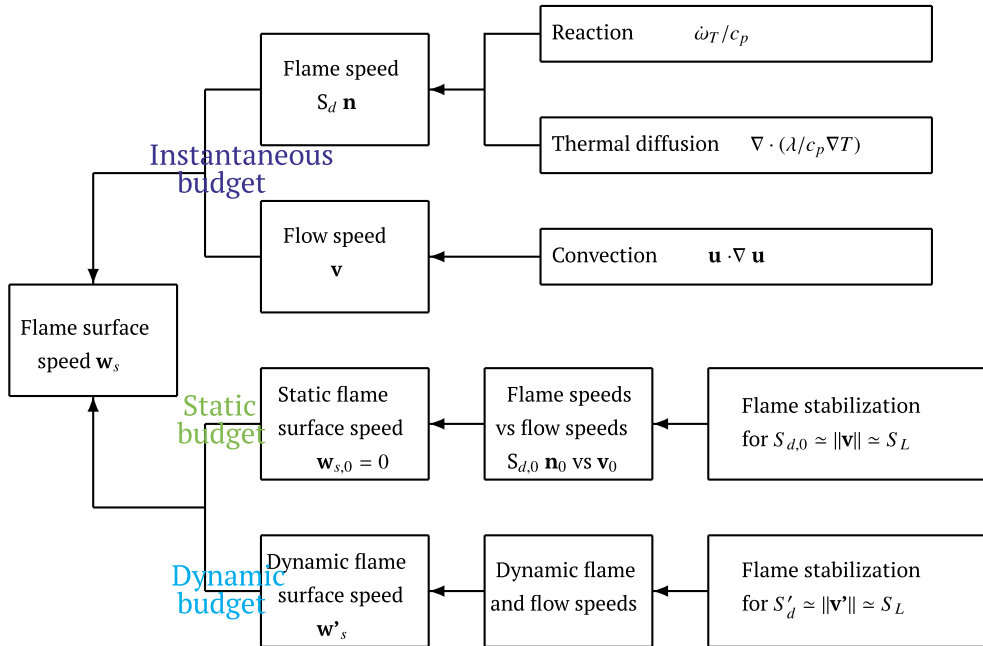 Reaction ω̇_T/c_p
Flame speed
S_d n
Thermal diffusion ∇ · (λ/c_p∇T)
Instantaneous
budget
Flow speed
v
Convection u ·∇ u
Flame surface
speed w_s
Static
budget
Static flame
surface speed
w_{s,0} = 0
Flame speeds
vs flow speeds
S_{d,0} n_0 vs v_0
Flame stabilization
for S_{d,0} ≃ ||v|| ≃ S_L
Dynamic
budget
Dynamic flame
surface speed
w'_s
Dynamic flame
and flow speeds
Flame stabilization
for S'_d ≃ ||v'|| ≃ S_L